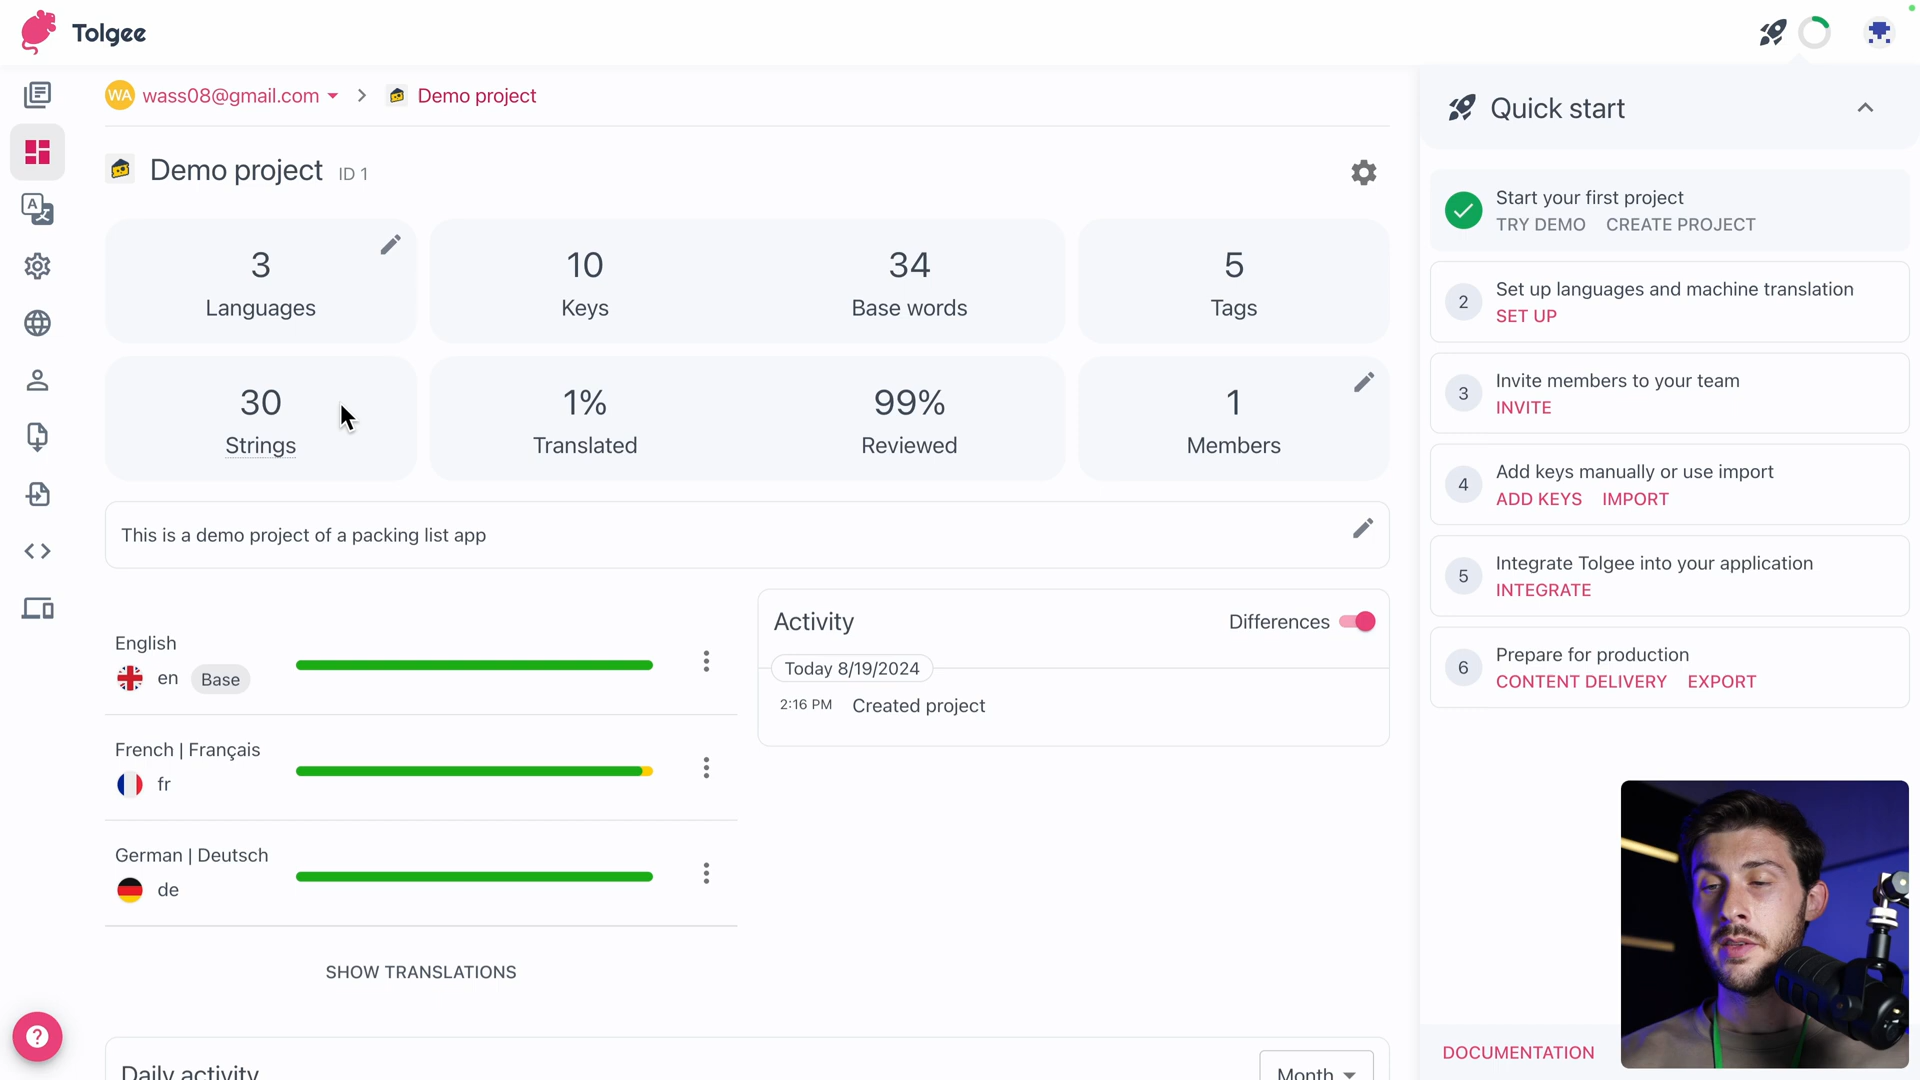 Tolgee
WA wass08@gmail.com > Demo project
Demo project ID 1
3
Languages
10
Keys
34
Base words
5
Tags
30
Strings
1%
Translated
99%
Reviewed
1
Members
This is a demo project of a packing list app
English
en Base
French | Français
fr
German | Deutsch
de
SHOW TRANSLATIONS
Activity
Differences
Today 8/19/2024
2:16 PM Created project
Daily activity
Month
Quick start
Start your first project
TRY DEMO CREATE PROJECT
2
Set up languages and machine translation
SET UP
3
Invite members to your team
INVITE
4
Add keys manually or use import
ADD KEYS IMPORT
5
Integrate Tolgee into your application
INTEGRATE
6
Prepare for production
CONTENT DELIVERY EXPORT
DOCUMENTATION